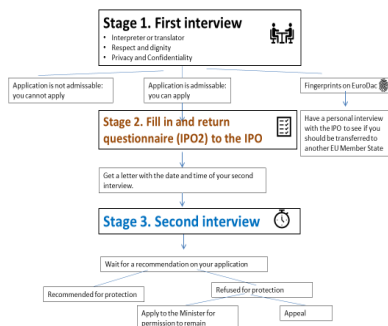 Stage 1. First interview
• Interpreter or translator
• Respect and dignity
• Privacy and Confidentiality
Application is not admissable:
you cannot apply
Application is admissable:
you can apply
Fingerprints on EuroDac
Stage 2. Fill in and return
questionnaire (IPO2) to the IPO
Have a personal interview
with the IPO to see if you
should be transferred to
another EU Member State
Get a letter with the date and time of your second
interview.
Stage 3. Second interview
Wait for a recommendation on your application
Recommended for protection
Refused for protection
Apply to the Minister for
permission to remain
Appeal